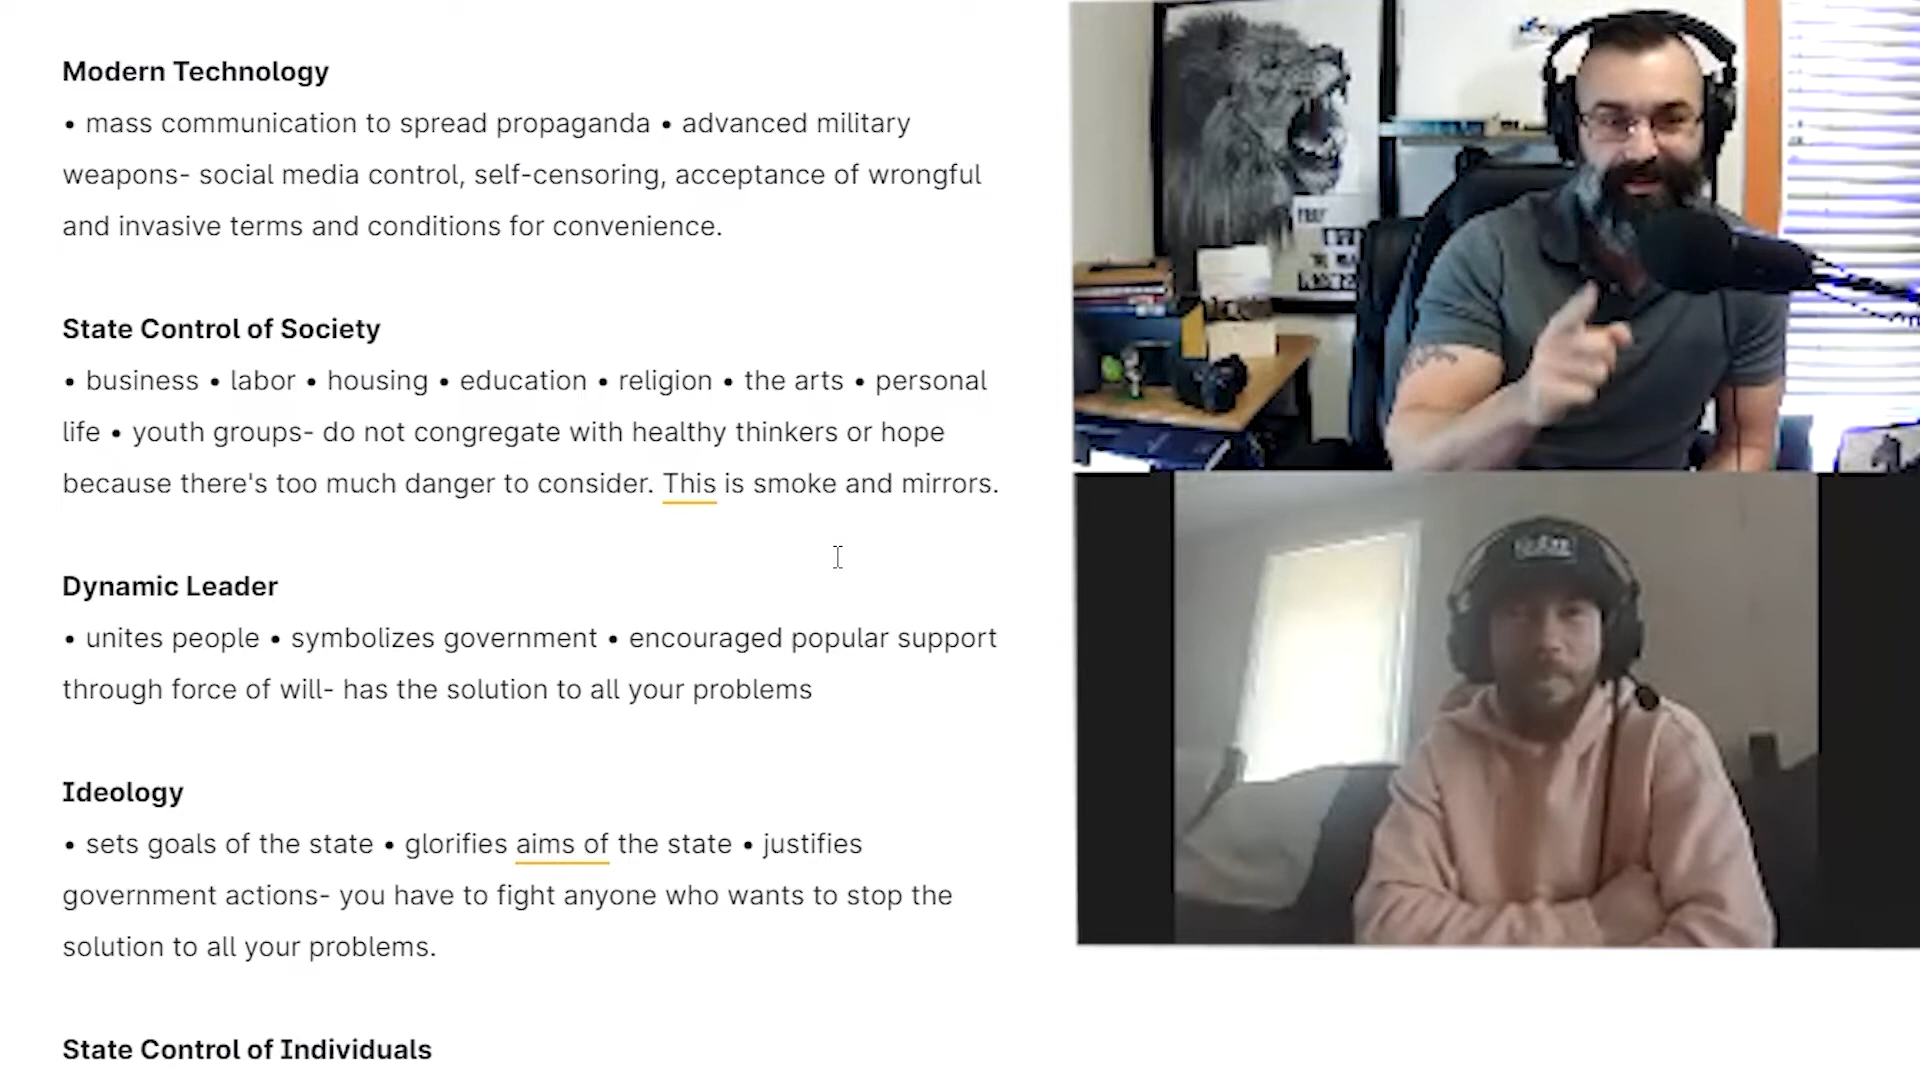 Modern Technology
• mass communication to spread propaganda • advanced military
weapons- social media control, self-censoring, acceptance of wrongful
and invasive terms and conditions for convenience.
State Control of Society
• business • labor • housing • education • religion • the arts • personal
life • youth groups- do not congregate with healthy thinkers or hope
because there's too much danger to consider. This is smoke and mirrors.
Dynamic Leader
• unites people • symbolizes government • encouraged popular support
through force of will- has the solution to all your problems
Ideology
• sets goals of the state • glorifies aims of the state • justifies
government actions- you have to fight anyone who wants to stop the
solution to all your problems.
State Control of Individuals